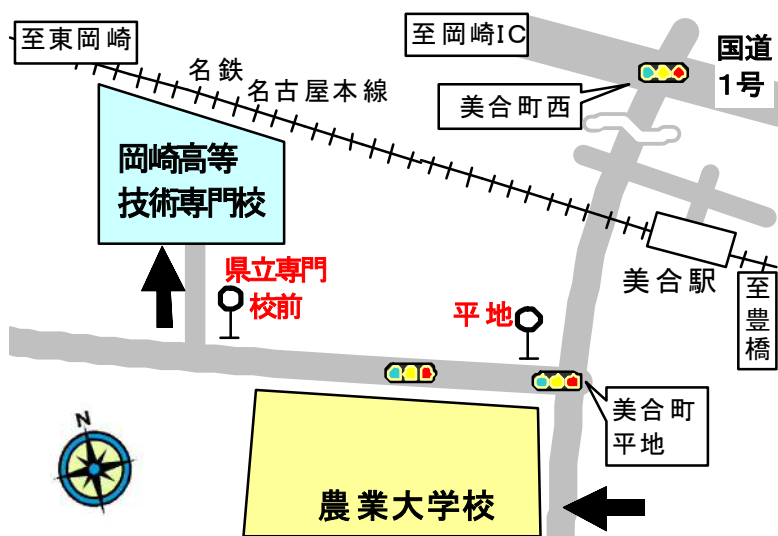 至東岡崎
名鉄
名古屋本線
至岡崎IC
国道
1号
美合町西
岡崎高等
技術専門校
県立専門
校前
平地
美合駅
至
豊
橋
美合町
平地
N
農業大学校